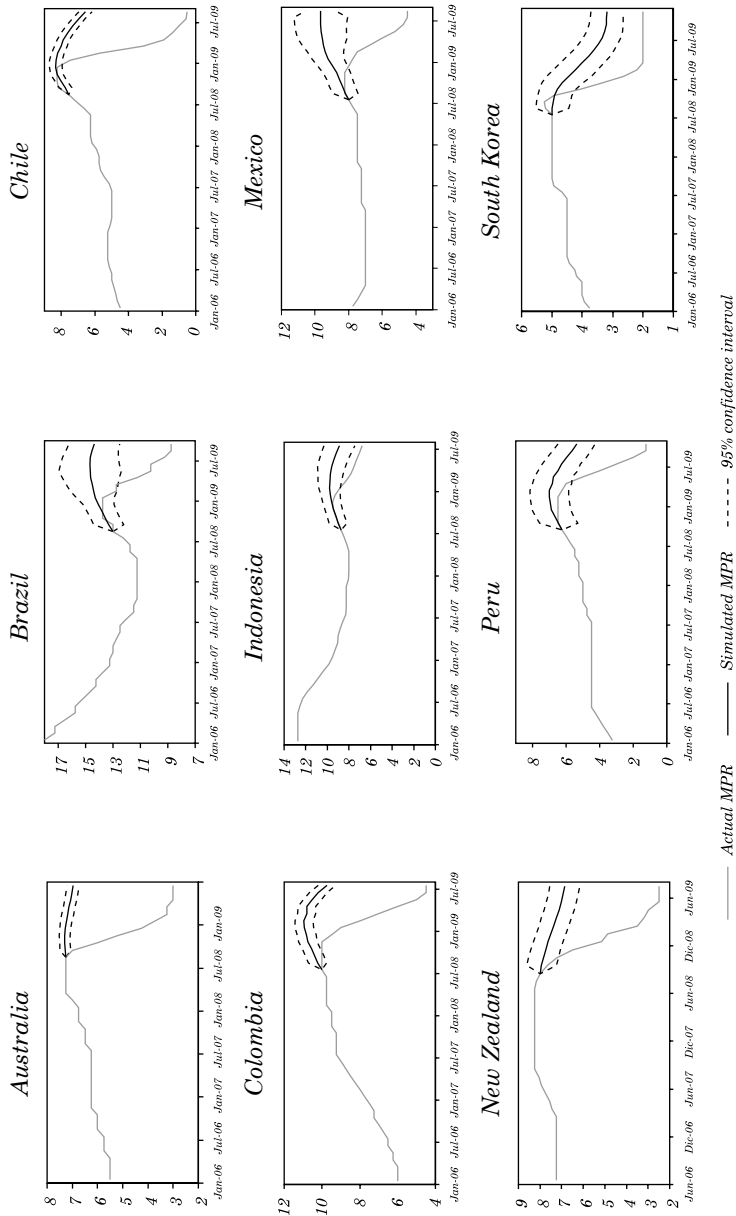 Australia
8
7
6
5
4
3
2
Jan-06 Jul-06 Jan-07 Jul-07 Jan-08 Jul-08 Jan-09
Brazil
17
15
13
11
9
7
Jan-06 Jul-06 Jan-07 Jul-07 Jan-08 Jul-08 Jan-09 Jul-09
Chile
8
6
4
2
0
Jan-06 Jul-06 Jan-07 Jul-07 Jan-08 Jul-08 Jan-09 Jul-09
Colombia
12
10
8
6
4
Jan-06 Jul-06 Jan-07 Jul-07 Jan-08 Jul-08 Jan-09 Jul-09
Indonesia
14
12
10
8
6
4
2
0
Jan-06 Jul-06 Jan-07 Jul-07 Jan-08 Jul-08 Jan-09 Jul-09
Mexico
12
10
8
6
4
Jan-06 Jul-06 Jan-07 Jul-07 Jan-08 Jul-08 Jan-09 Jul-09
New Zealand
9
8
7
6
5
4
3
2
Jun-06 Dic-06 Jun-07 Dic-07 Jun-08 Dic-08 Jun-09
Peru
8
6
4
2
0
Jan-06 Jul-06 Jan-07 Jul-07 Jan-08 Jul-08 Jan-09 Jul-09
South Korea
6
5
4
3
2
1
Jan-06 Jul-06 Jan-07 Jul-07 Jan-08 Jul-08 Jan-09 Jul-09
Actual MPR Simulated MPR 95% confidence interval